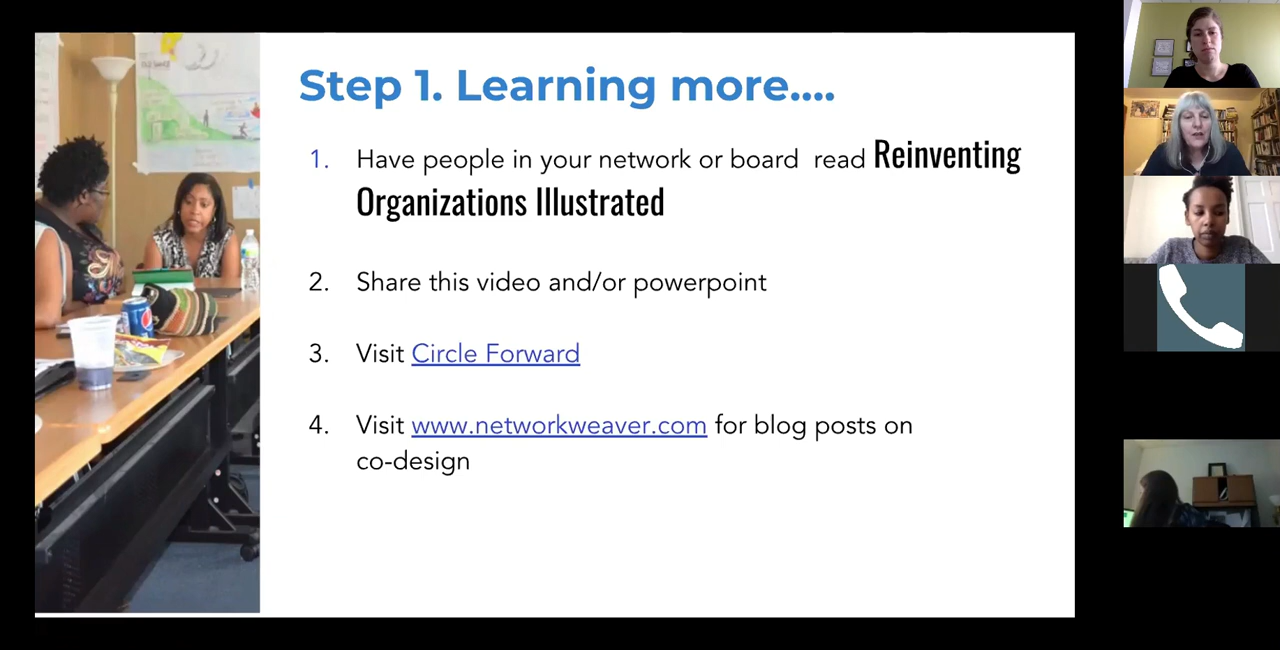 Step 1. Learning more....
1. Have people in your network or board read Reinventing
Organizations Illustrated
2. Share this video and/or powerpoint
3. Visit Circle Forward
4. Visit www.networkweaver.com for blog posts on
co-design